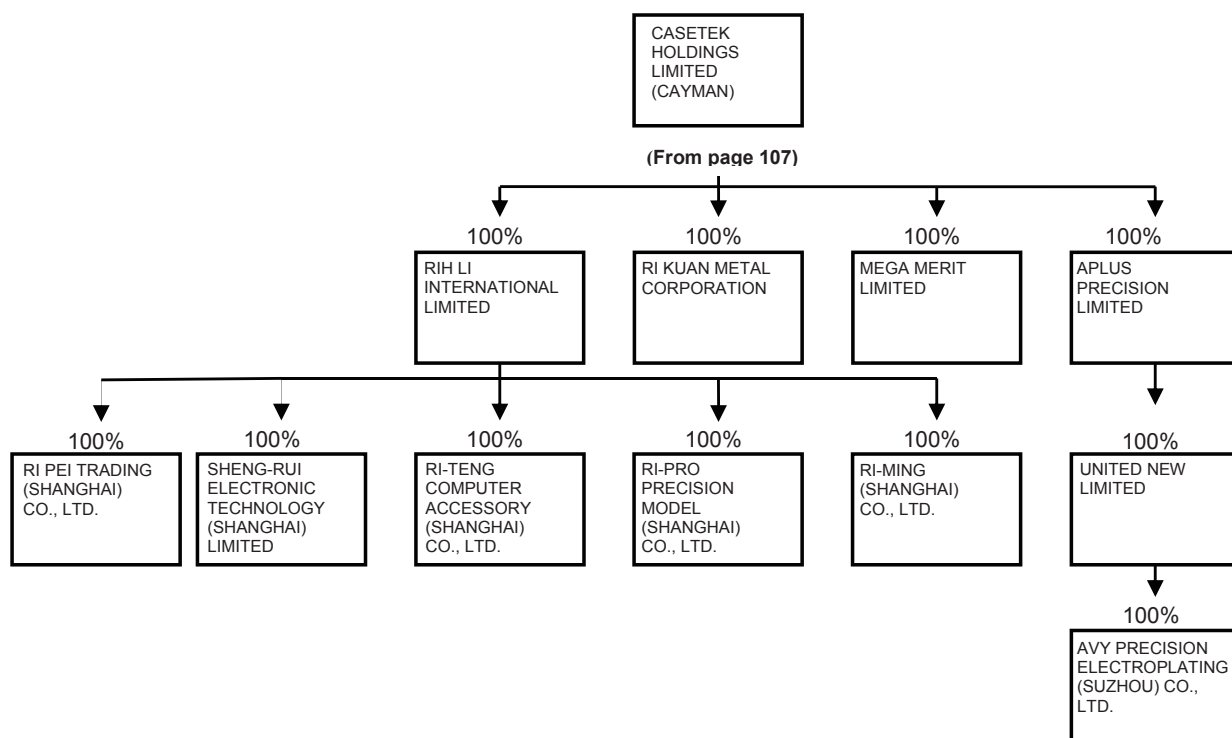 CASETEK
HOLDINGS
LIMITED
(CAYMAN)
(From page 107)
100%
100%
100%
100%
RIH LI
INTERNATIONAL
LIMITED
RI KUAN METAL
CORPORATION
MEGA MERIT
LIMITED
APLUS
PRECISION
LIMITED
100%
100%
100%
100%
100%
100%
RI PEI TRADING
(SHANGHAI)
CO., LTD.
SHENG-RUI
ELECTRONIC
TECHNOLOGY
(SHANGHAI)
LIMITED
RI-TENG
COMPUTER
ACCESSORY
(SHANGHAI)
CO., LTD.
RI-PRO
PRECISION
MODEL
(SHANGHAI)
CO., LTD.
RI-MING
(SHANGHAI)
CO., LTD.
UNITED NEW
LIMITED
100%
AVY PRECISION
ELECTROPLATING
(SUZHOU) CO.,
LTD.